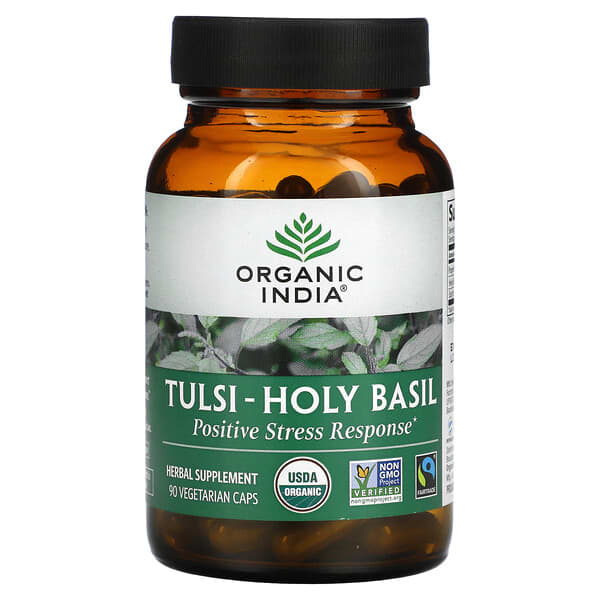 ORGANIC
INDIA®
TULSI - HOLY BASIL
Positive Stress Response*
HERBAL SUPPLEMENT
90 VEGETARIAN CAPS
USDA
ORGANIC
NON
GMO
Project
VERIFIED
nongmoproject.org
FAIRTRADE